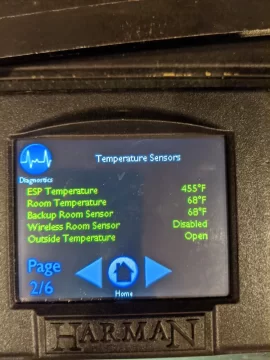 Temperature Sensors
Diagnostics
ESP Temperature 455°F
Room Temperature 68°F
Backup Room Sensor 68°F
Wireless Room Sensor Disabled
Outside Temperature Open
Page
2/6
Home
HARMAN